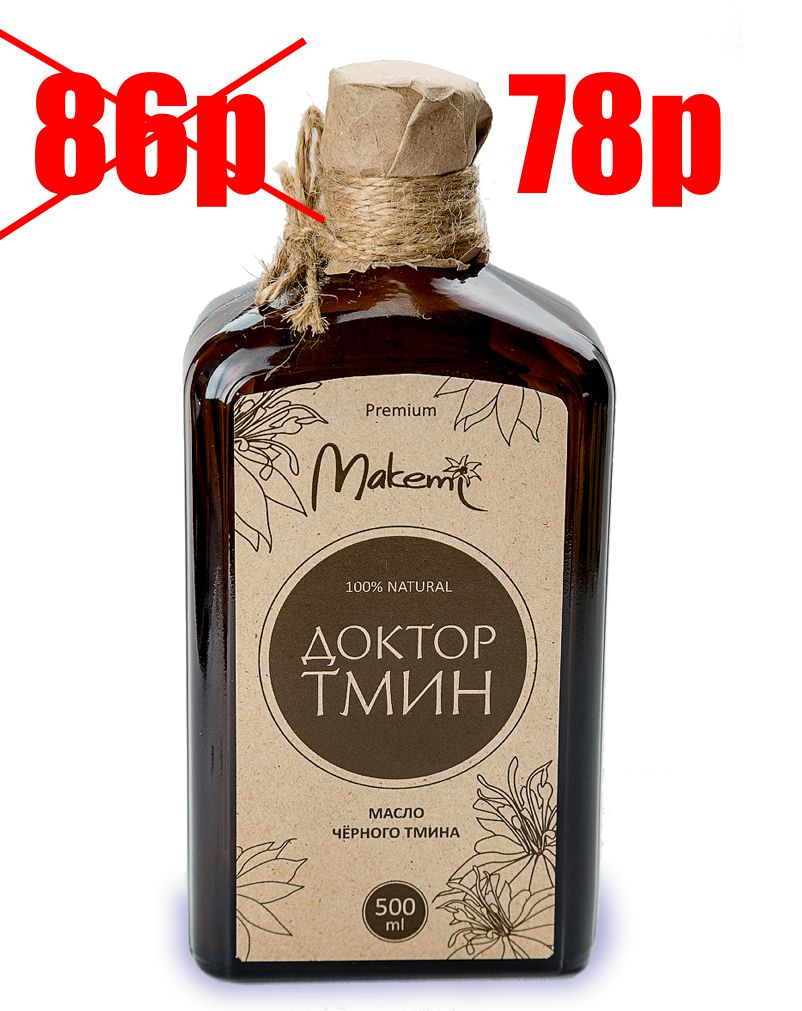 86р
78р
Premium
Makemi
100% NATURAL
ДОКТОР
ТМИН
МАСЛО
ЧЁРНОГО ТМИНА
500
ml